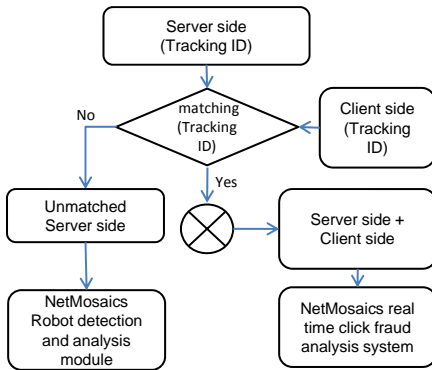 Server side
(Tracking ID)
matching
(Tracking
ID)
No
Client side
(Tracking
ID)
Yes
Unmatched
Server side
Server side +
Client side
NetMosaics
Robot detection
and analysis
module
NetMosaics real
time click fraud
analysis system